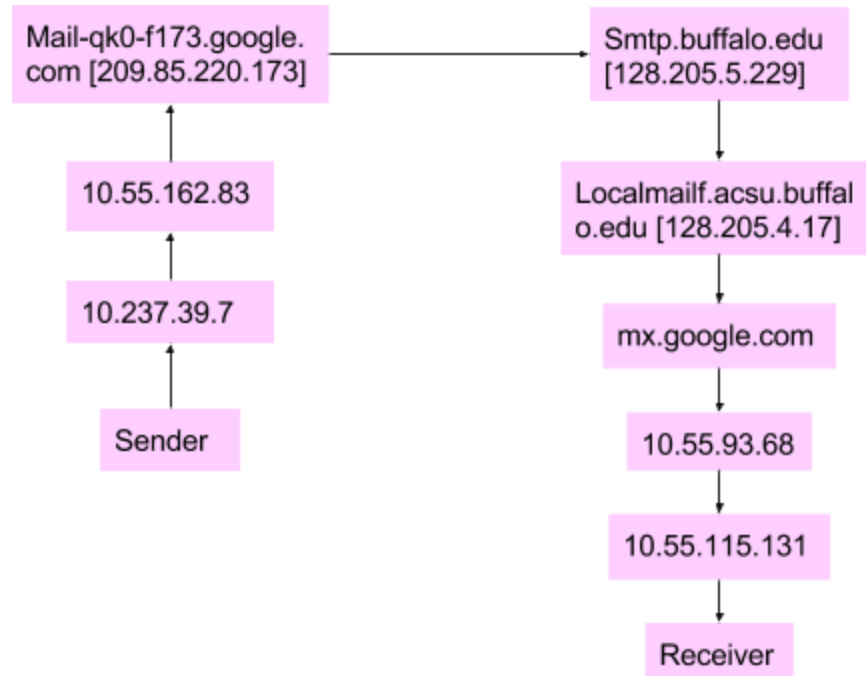 Mail-qk0-f173.google.
com [209.85.220.173]
10.55.162.83
10.237.39.7
Sender
Smtp.buffalo.edu
[128.205.5.229]
Localmailf.acsu.buffal
o.edu [128.205.4.17]
mx.google.com
10.55.93.68
10.55.115.131
Receiver